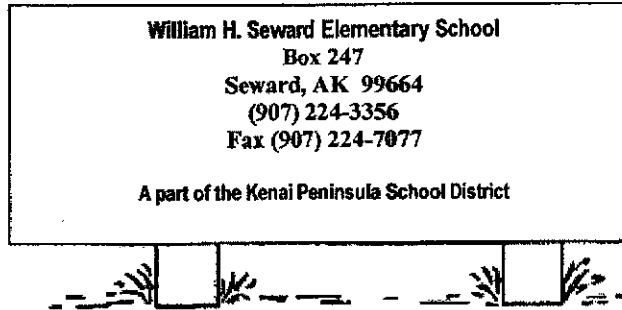 William H. Seward Elementary School
Box 247
Seward, AK  99664
(907) 224-3356
Fax (907) 224-7077
A part of the Kenai Peninsula School District